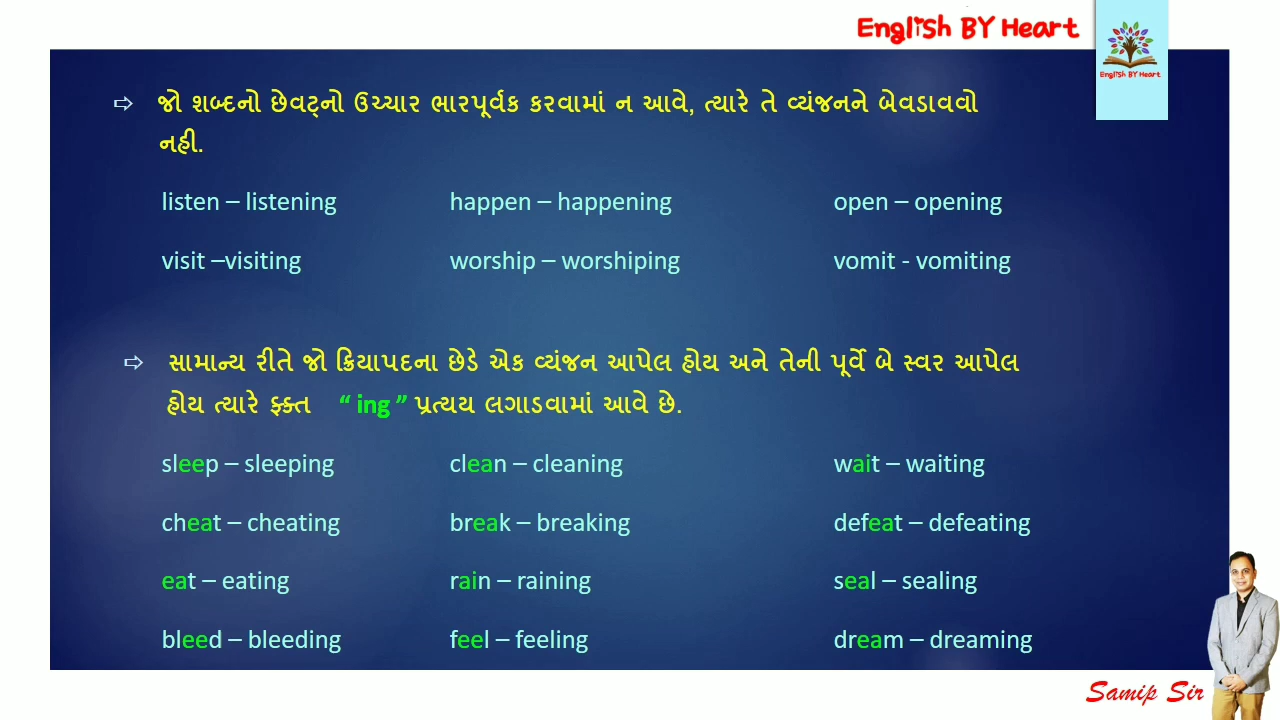 English BY Heart
English BY Heart
⇨ જો શબ્દનો છેવટ્નો ઉચ્ચાર ભારપૂર્વક કરવામાં ન આવે, ત્યારે તે વ્યંજનને બેવડાવવો
નહી.
listen – listening happen – happening open – opening
visit –visiting worship – worshiping vomit - vomiting
⇨ સામાન્ય રીતે જો ક્રિયાપદના છેડે એક વ્યંજન આપેલ હોય અને તેની પૂર્વે બે સ્વર આપેલ
હોય ત્યારે ફ્ક્ત “ ing ” પ્રત્યય લગાડવામાં આવે છે.
sleep – sleeping clean – cleaning wait – waiting
cheat – cheating break – breaking defeat – defeating
eat – eating rain – raining seal – sealing
bleed – bleeding feel – feeling dream – dreaming
Samip Sir